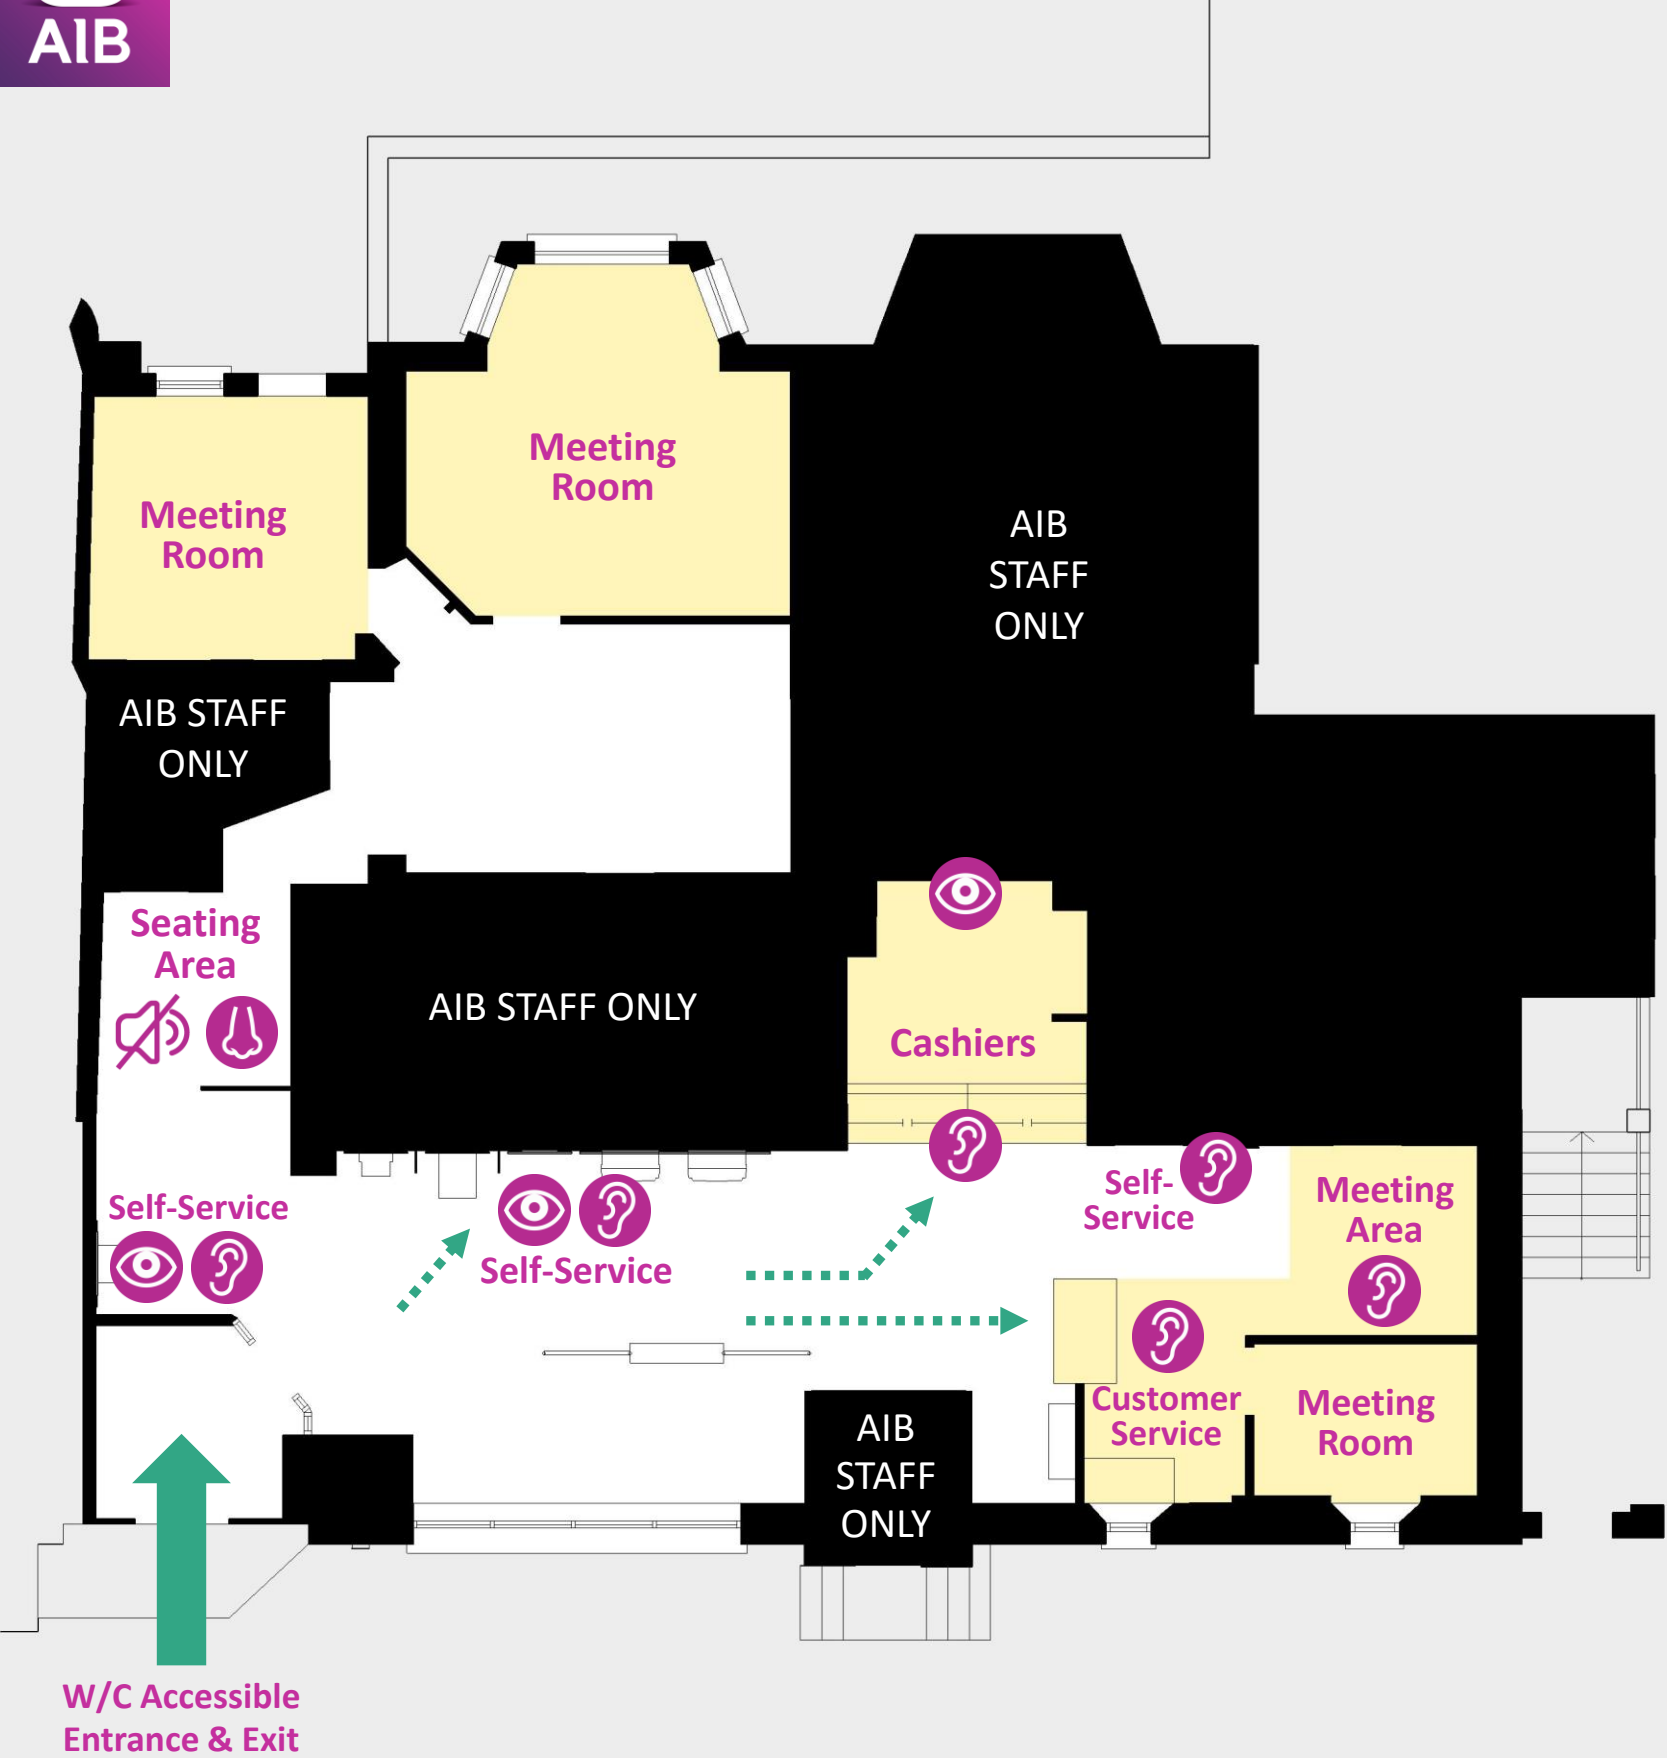 AIB
Meeting
Room
Meeting
Room
AIB
STAFF
ONLY
AIB STAFF
ONLY
Seating
Area
AIB STAFF ONLY
Cashiers
Self-Service
Self-Service
Self-
Service
Meeting
Area
Customer
Service
Meeting
Room
AIB
STAFF
ONLY
W/C Accessible
Entrance & Exit